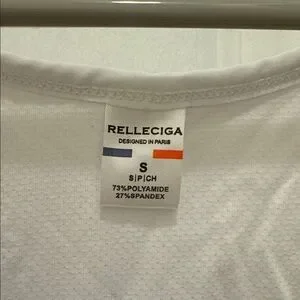 RELLECIGA
DESIGNED IN PARIS
S
S|P|CH
73%POLYAMIDE
27%SPANDEX